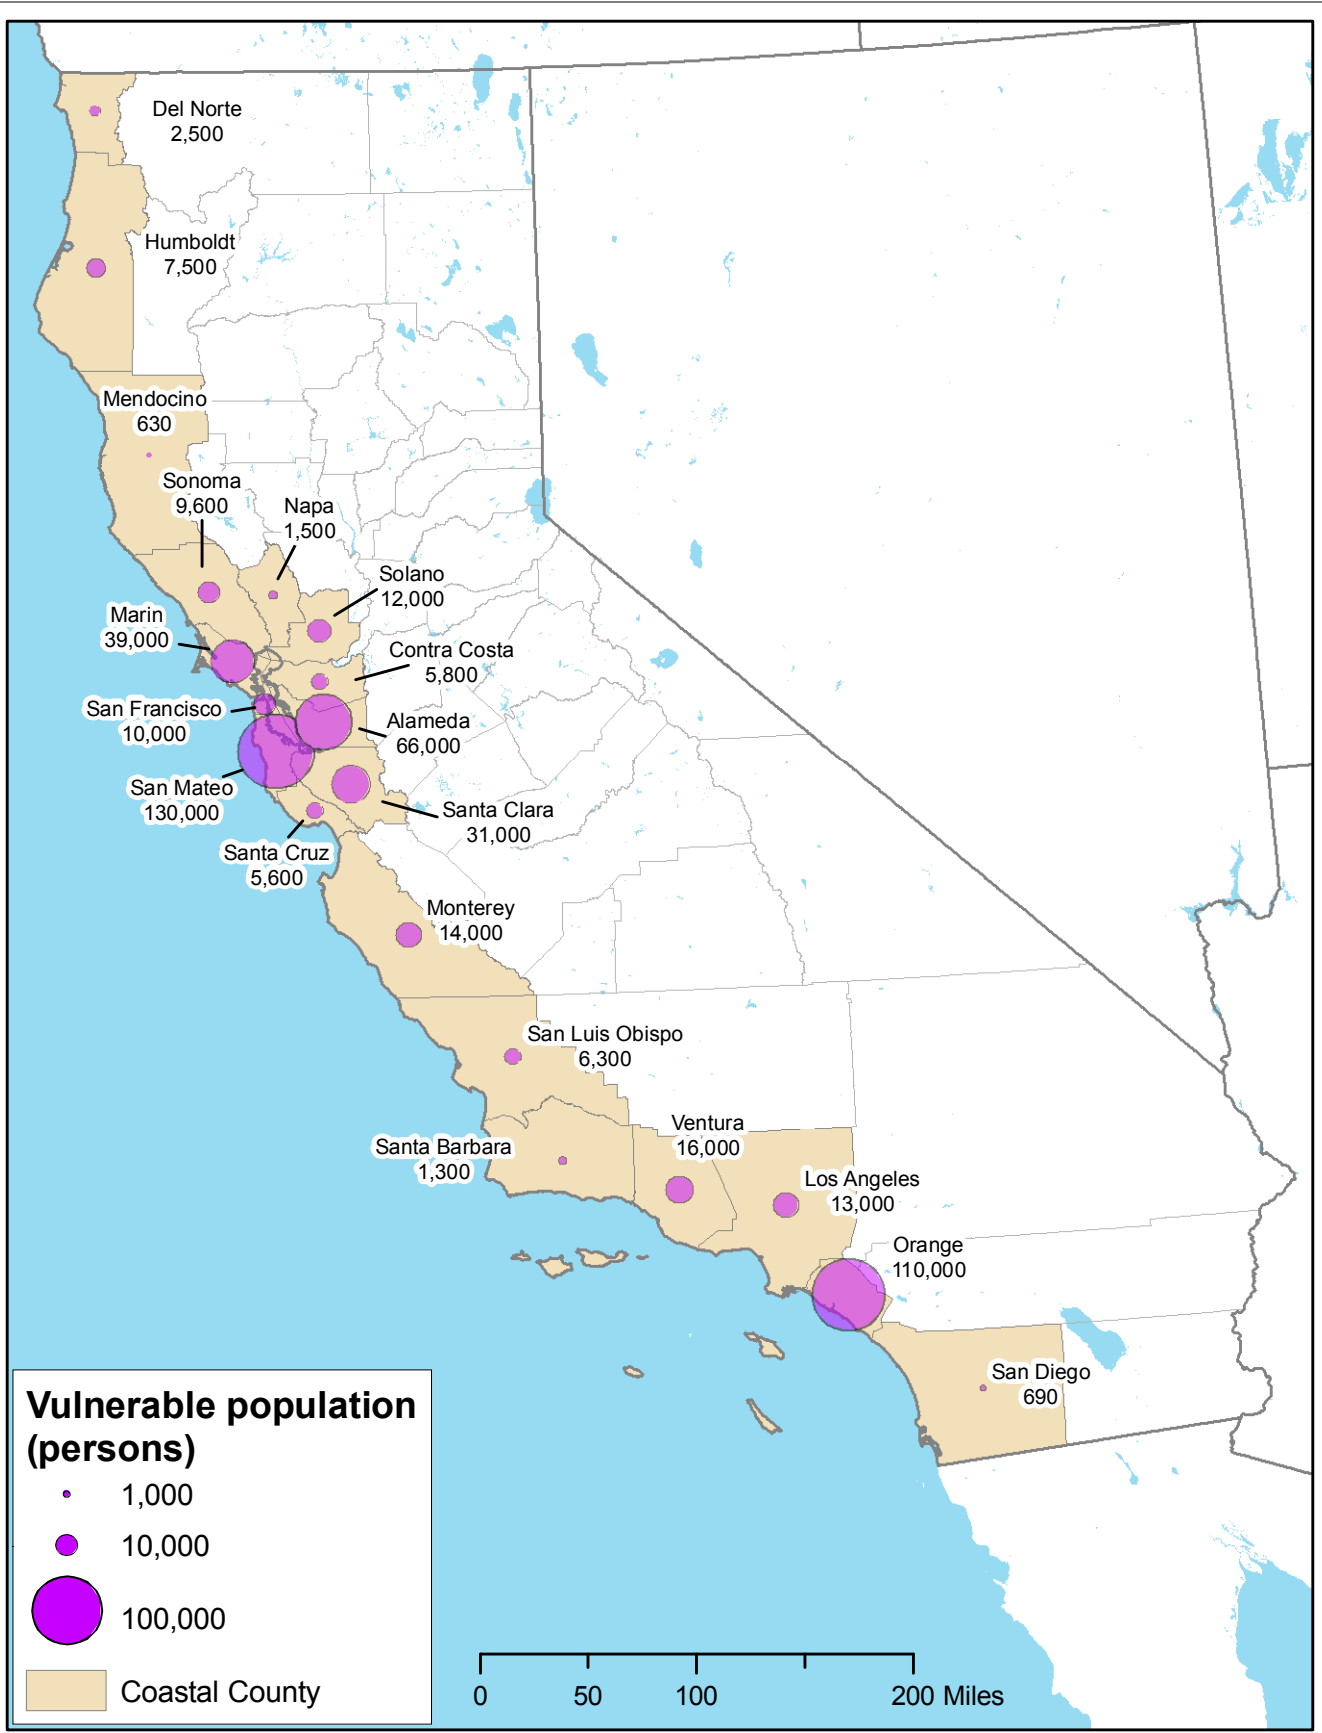 Del Norte
2,500
Humboldt
7,500
Mendocino
630
Sonoma
9,600
Napa
1,500
Solano
12,000
Marin
39,000
Contra Costa
5,800
San Francisco
10,000
Alameda
66,000
San Mateo
130,000
Santa Clara
31,000
Santa Cruz
5,600
Monterey
14,000
San Luis Obispo
6,300
Ventura
16,000
Santa Barbara
1,300
Los Angeles
13,000
Orange
110,000
San Diego
690
Vulnerable population
(persons)
1,000
10,000
100,000
Coastal County
0 50 100 200 Miles